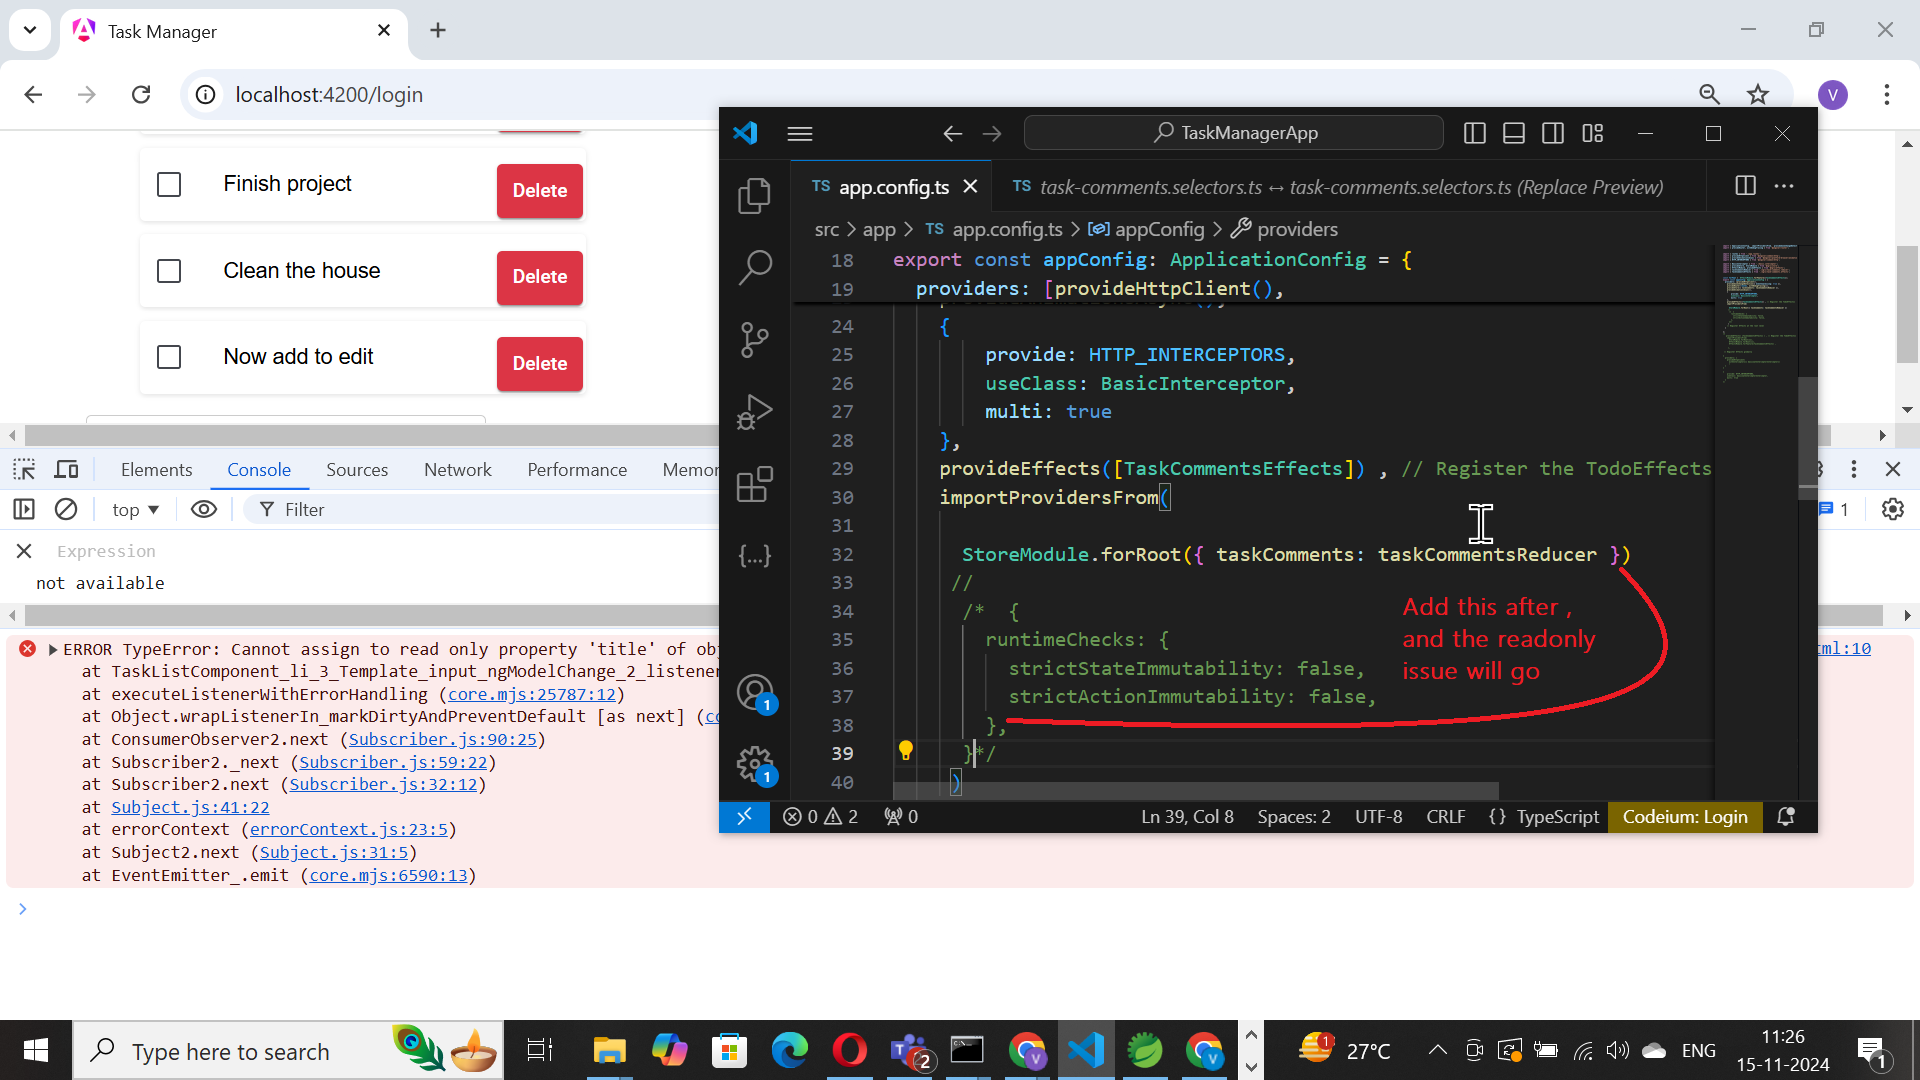 Task Manager
localhost:4200/login
V
Finish project
Delete
Clean the house
Delete
Now add to edit
Delete
Elements
Console
Sources
Network
Performance
top
Filter
1
Expression
not available
ERROR TypeError: Cannot assign to read only property 'title' of
at TaskListComponent_li_3_Template_input_ngModelChange_2_listener
at executeListenerWithErrorHandling (core.mjs:25787:12)
at Object.wrapListenerIn_markDirtyAndPreventDefault [as next] (
at ConsumerObserver2.next (Subscriber.js:90:25)
at Subscriber2._next (Subscriber.js:59:22)
at Subscriber2.next (Subscriber.js:32:12)
at Subject.js:41:22
at errorContext (errorContext.js:23:5)
at Subject2.next (Subject.js:31:5)
at EventEmitter_.emit (core.mjs:6590:13)
TaskManagerApp
TS app.config.ts
TS task-comments.selectors.ts ↔ task-comments.selectors.ts (Replace Preview)
src > app > TS app.config.ts > appConfig > providers
18 export const appConfig: ApplicationConfig = {
19 providers: [provideHttpClient(),
24 {
25 provide: HTTP_INTERCEPTORS,
26 useClass: BasicInterceptor,
27 multi: true
28 },
29 provideEffects([TaskCommentsEffects]) , // Register the TodoEffects
30 importProvidersFrom(
31
32 StoreModule.forRoot({ taskComments: taskCommentsReducer })
33 //
34 /* {
35 runtimeChecks: {
36 strictStateImmutability: false,
37 strictActionImmutability: false,
38 },
39 }*/
40 )
Add this after ,
and the readonly
issue will go
1
1
0 2 0
Ln 39, Col 8
Spaces: 2
UTF-8
CRLF
{} TypeScript
Codeium: Login
Type here to search
2
V
V
1
27°C
ENG
11:26
15-11-2024
1